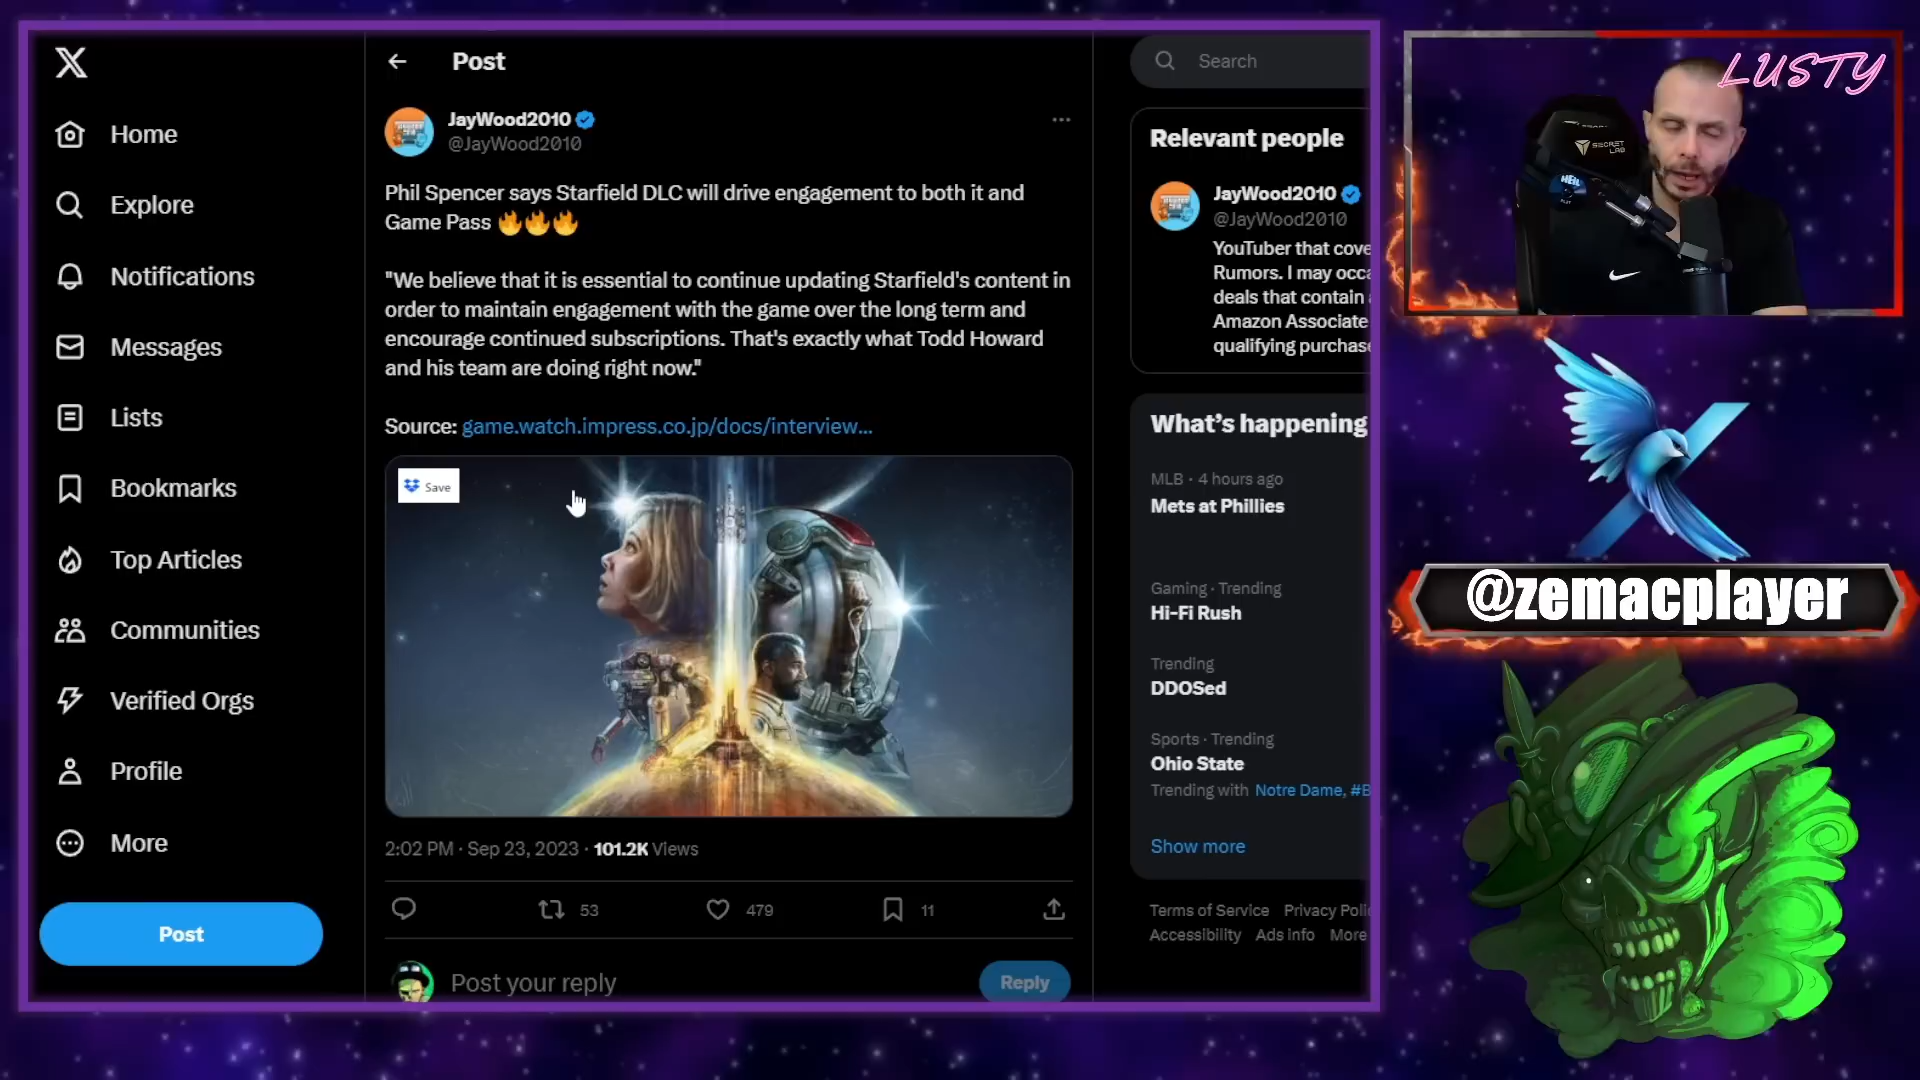 Home
Explore
Notifications
Messages
Lists
Bookmarks
Top Articles
Communities
Verified Orgs
Profile
More
Post
Post
JayWood2010
@JayWood2010
Phil Spencer says Starfield DLC will drive engagement to both it and
Game Pass 🔥🔥🔥
"We believe that it is essential to continue updating Starfield's content in
order to maintain engagement with the game over the long term and
encourage continued subscriptions. That's exactly what Todd Howard
and his team are doing right now."
Source: game.watch.impress.co.jp/docs/interview...
Save
2:02 PM · Sep 23, 2023 · 101.2K Views
53
479
11
Post your reply
Reply
Search
Relevant people
JayWood2010
@JayWood2010
YouTuber that cove
Rumors. I may occa
deals that contain
Amazon Associate
qualifying purchase
What's happening
MLB · 4 hours ago
Mets at Phillies
Gaming · Trending
Hi-Fi Rush
Trending
DDOSed
Sports · Trending
Ohio State
Trending with Notre Dame, #B
Show more
Terms of Service Privacy Poli
Accessibility Ads info More
LUSTY
SECRET
LAB
@zemacplayer